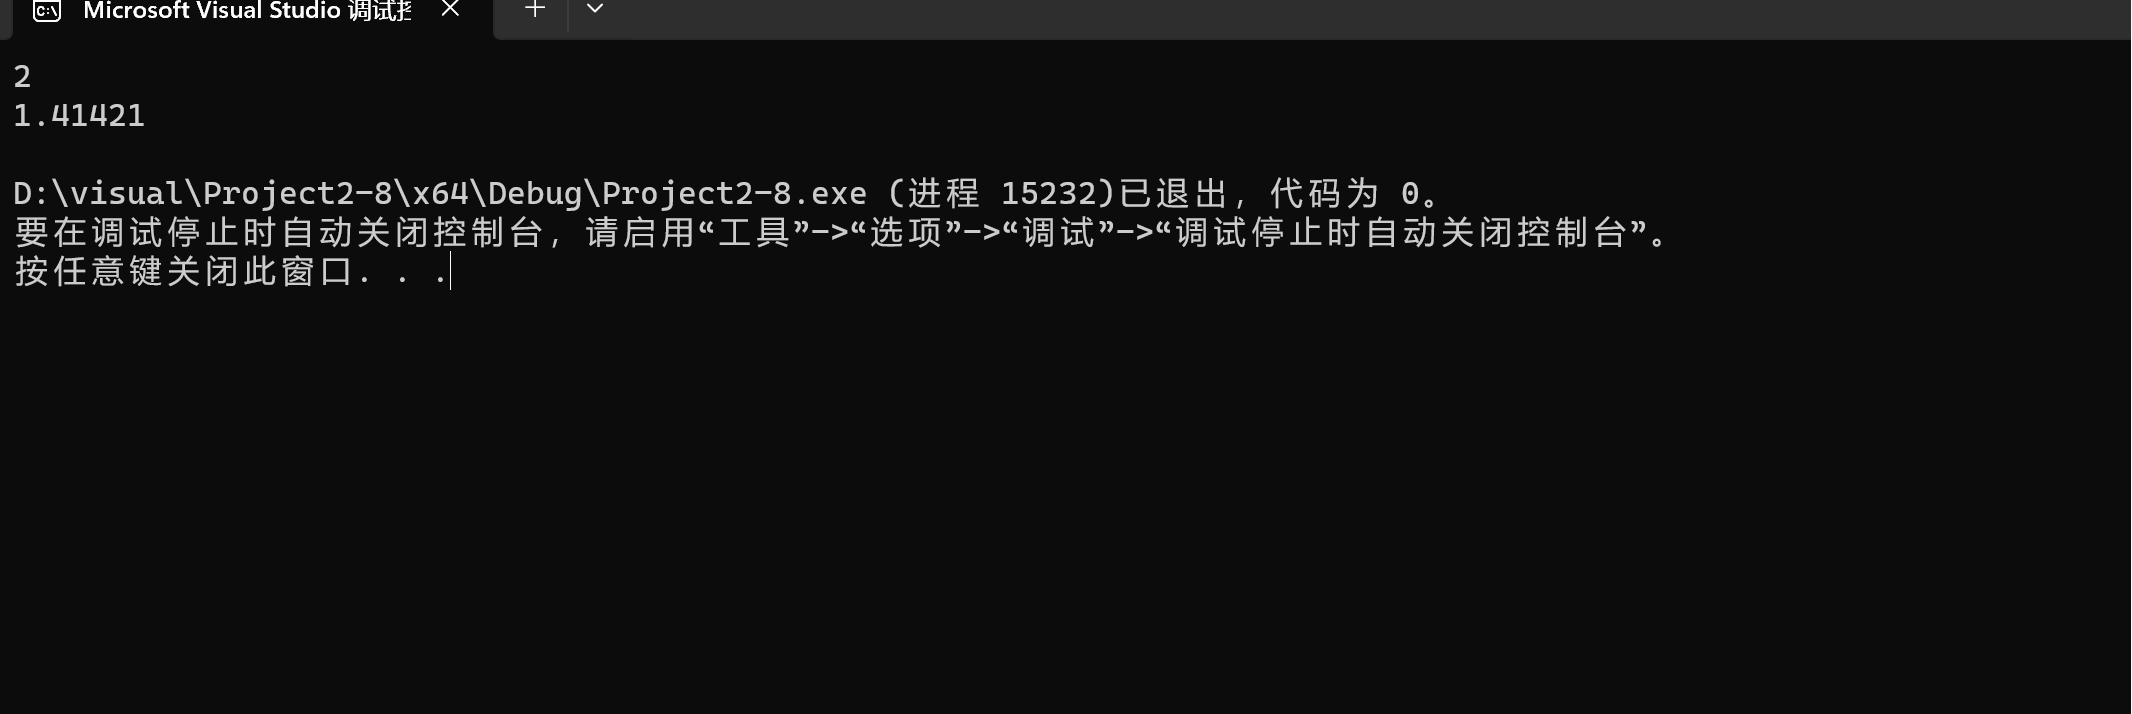 Microsoft Visual Studio 调试
2
1.41421
D:\visual\Project2-8\x64\Debug\Project2-8.exe (进程 15232)已退出，代码为 0。
要在调试停止时自动关闭控制台，请启用“工具”->“选项”->“调试”->“调试停止时自动关闭控制台”。
按任意键关闭此窗口. . .